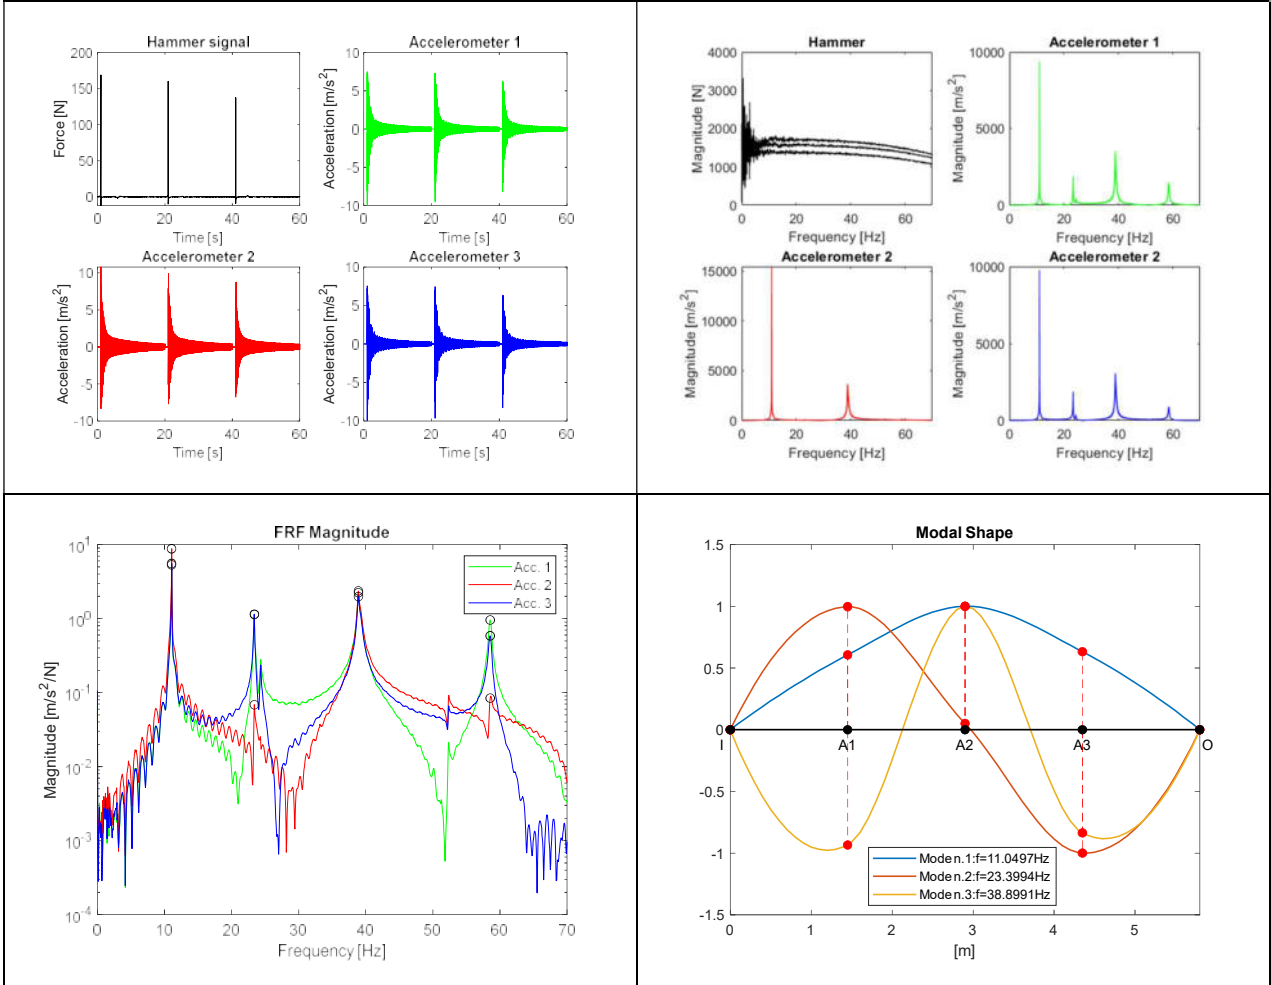 Hammer signal
Force [N]
200
150
100
50
0
0
20
40
60
Time [s]
Accelerometer 1
Acceleration [m/s2]
10
5
0
-5
-10
0
20
40
60
Time [s]
Accelerometer 2
Acceleration [m/s2]
10
5
0
-5
-10
0
20
40
60
Time [s]
Accelerometer 3
Acceleration [m/s2]
10
5
0
-5
-10
0
20
40
60
Time [s]
Hammer
Magnitude [N]
4000
3000
2000
1000
0
0
20
40
60
Frequency [Hz]
Accelerometer 1
Magnitude [m/s2]
10000
5000
0
0
20
40
60
Frequency [Hz]
Accelerometer 2
Magnitude [m/s2]
15000
10000
5000
0
0
20
40
60
Frequency [Hz]
Accelerometer 2
Magnitude [m/s2]
10000
5000
0
0
20
40
60
Frequency [Hz]
FRF Magnitude
Magnitude [m/s2/N]
10^1
10^0
10^-1
10^-2
10^-3
10^-4
Acc. 1
Acc. 2
Acc. 3
0
10
20
30
40
50
60
70
Frequency [Hz]
Modal Shape
1.5
1
0.5
0
-0.5
-1
-1.5
I
A1
A2
A3
O
Mode n.1:f=11.0497Hz
Mode n.2:f=23.3994Hz
Mode n.3:f=38.8991Hz
0
1
2
3
4
5
[m]